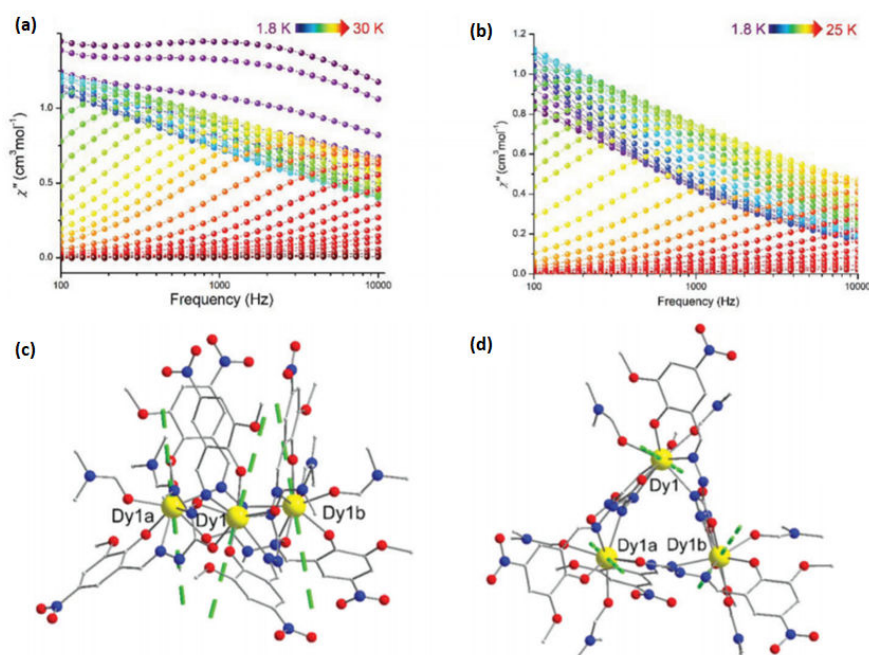 (a)
1.8 K 30 K
1.0
0.5
0.0
χ'' (cm³mol⁻¹)
100 1000 10000
Frequency (Hz)
(b)
1.8 K 25 K
1.2
1.0
0.8
0.6
0.4
0.2
0.0
χ'' (cm³mol⁻¹)
100 1000 10000
Frequency (Hz)
(c)
Dy1a Dy1 Dy1b
(d)
Dy1
Dy1a Dy1b